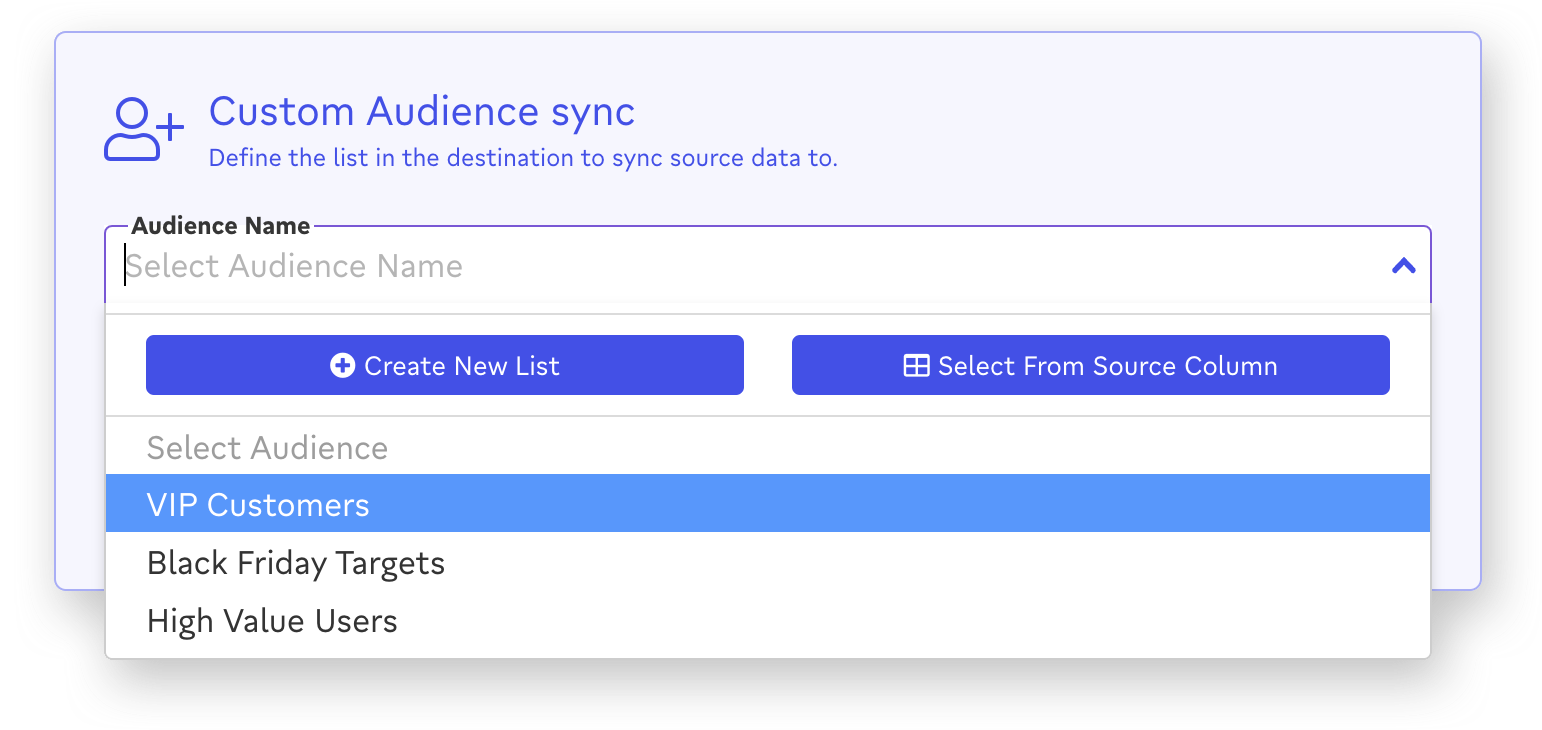 Custom Audience sync
Define the list in the destination to sync source data to.
Audience Name
Select Audience Name
Create New List
Select From Source Column
Select Audience
VIP Customers
Black Friday Targets
High Value Users